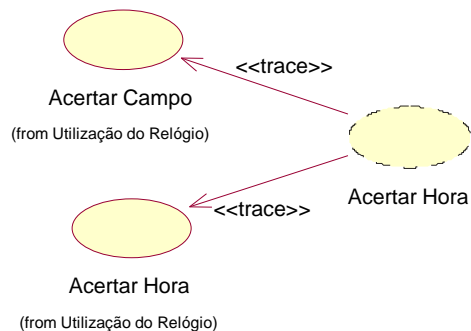 <<trace>>
Acertar Campo
(from Utilização do Relógio)
Acertar Hora
<<trace>>
Acertar Hora
(from Utilização do Relógio)